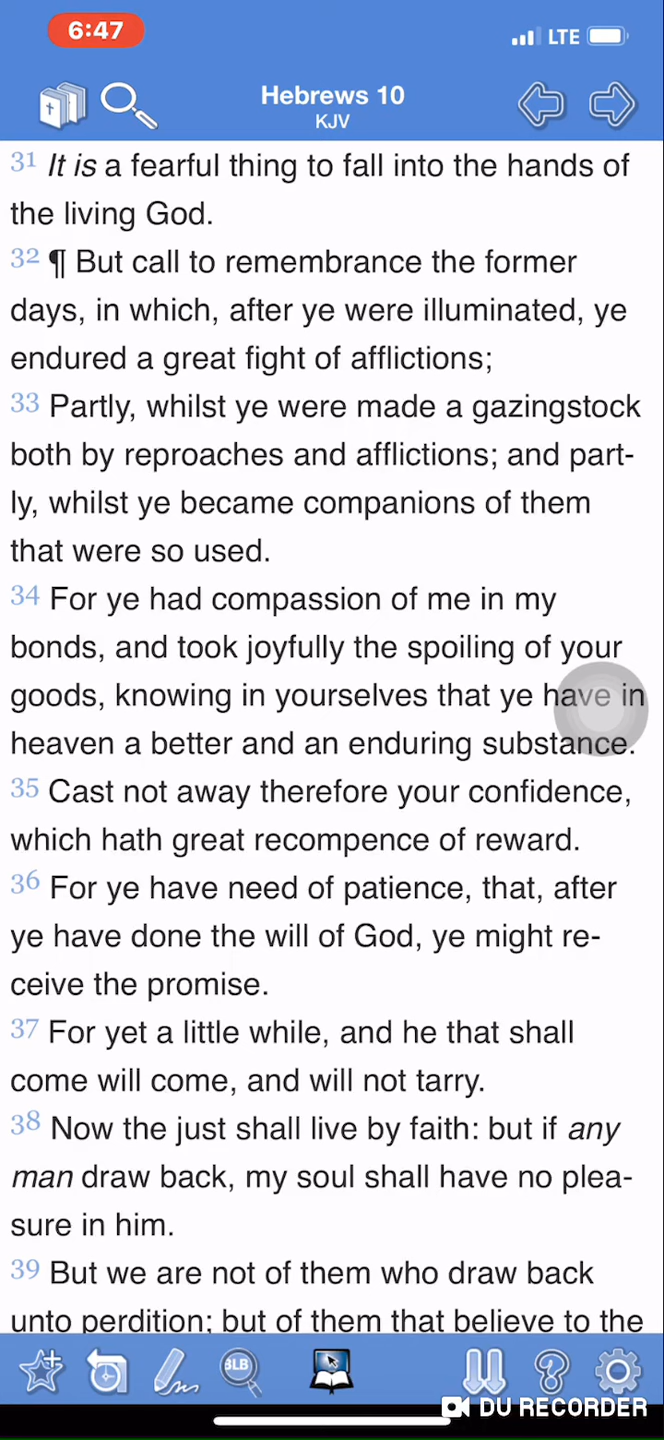 6:47
LTE
Hebrews 10
KJV
31 It is a fearful thing to fall into the hands of
the living God.
32 ¶ But call to remembrance the former
days, in which, after ye were illuminated, ye
endured a great fight of afflictions;
33 Partly, whilst ye were made a gazingstock
both by reproaches and afflictions; and part-
ly, whilst ye became companions of them
that were so used.
34 For ye had compassion of me in my
bonds, and took joyfully the spoiling of your
goods, knowing in yourselves that ye have in
heaven a better and an enduring substance.
35 Cast not away therefore your confidence,
which hath great recompence of reward.
36 For ye have need of patience, that, after
ye have done the will of God, ye might re-
ceive the promise.
37 For yet a little while, and he that shall
come will come, and will not tarry.
38 Now the just shall live by faith: but if any
man draw back, my soul shall have no plea-
sure in him.
39 But we are not of them who draw back
unto perdition; but of them that believe to the
BLB
DU RECORDER